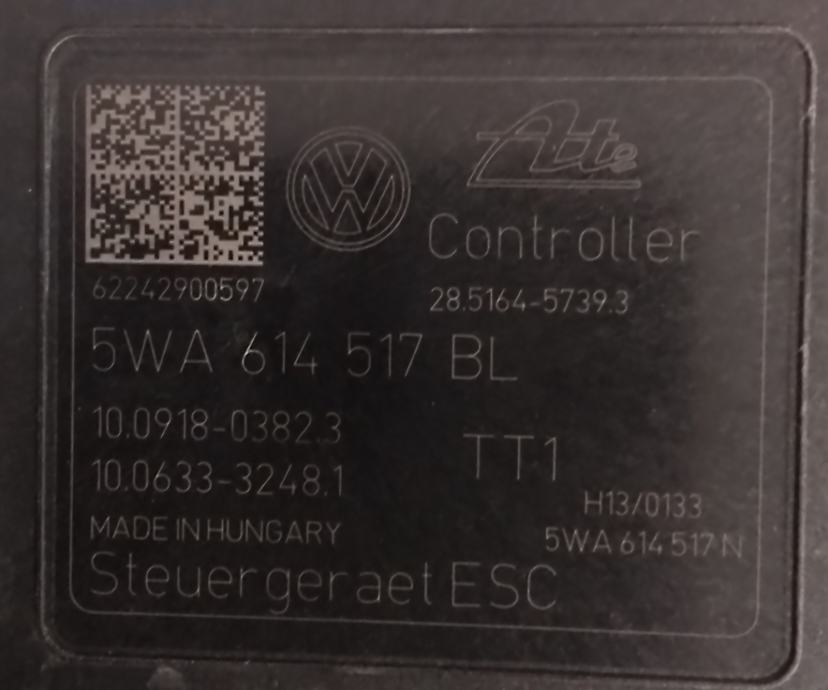 Ate
Controller
62242900597
28.5164-5739.3
5WA 614 517 BL
10.0918-0382.3
10.0633-3248.1
TT1
H13/0133
MADE IN HUNGARY
5WA 614 517 N
Steuergeraet ESC